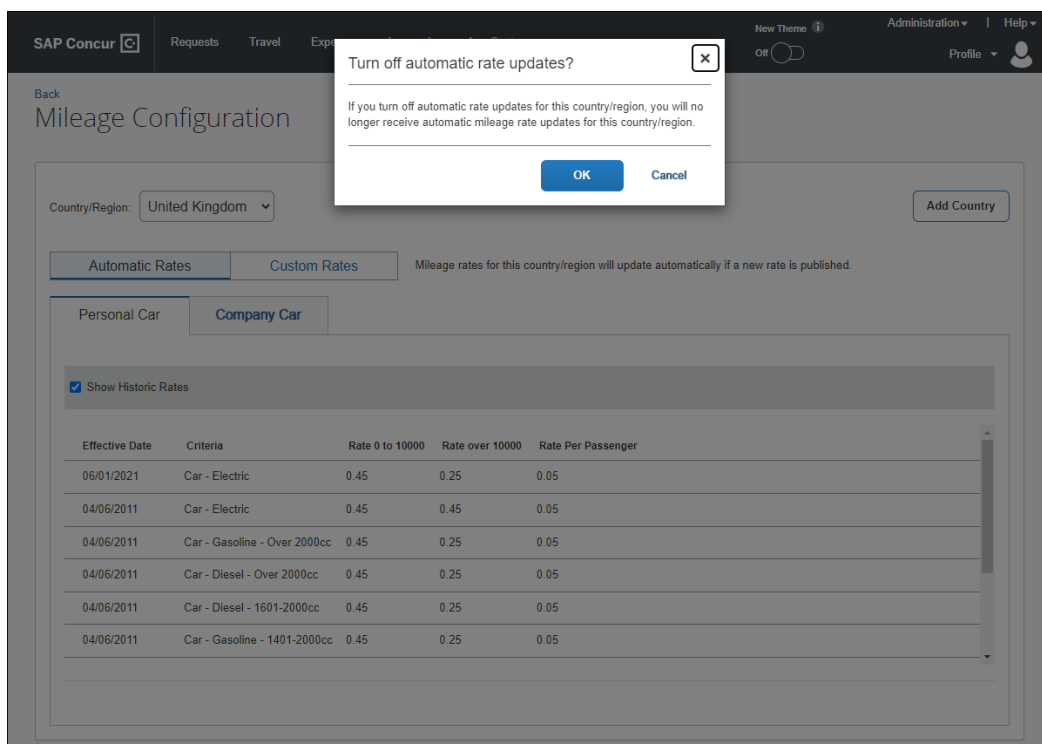 SAP Concur
Requests
Travel
New Theme
Off
Administration
|
Help
Profile
Turn off automatic rate updates?
If you turn off automatic rate updates for this country/region, you will no
longer receive automatic mileage rate updates for this country/region.
OK
Cancel
Back
Mileage Configuration
Country/Region:
United Kingdom
Add Country
Automatic Rates
Custom Rates
Mileage rates for this country/region will update automatically if a new rate is published.
Personal Car
Company Car
Show Historic Rates
Effective Date Criteria Rate 0 to 10000 Rate over 10000 Rate Per Passenger
06/01/2021 Car - Electric 0.45 0.25 0.05
04/06/2011 Car - Electric 0.45 0.45 0.05
04/06/2011 Car - Gasoline - Over 2000cc 0.45 0.25 0.05
04/06/2011 Car - Diesel - Over 2000cc 0.45 0.25 0.05
04/06/2011 Car - Diesel - 1601-2000cc 0.45 0.25 0.05
04/06/2011 Car - Gasoline - 1401-2000cc 0.45 0.25 0.05